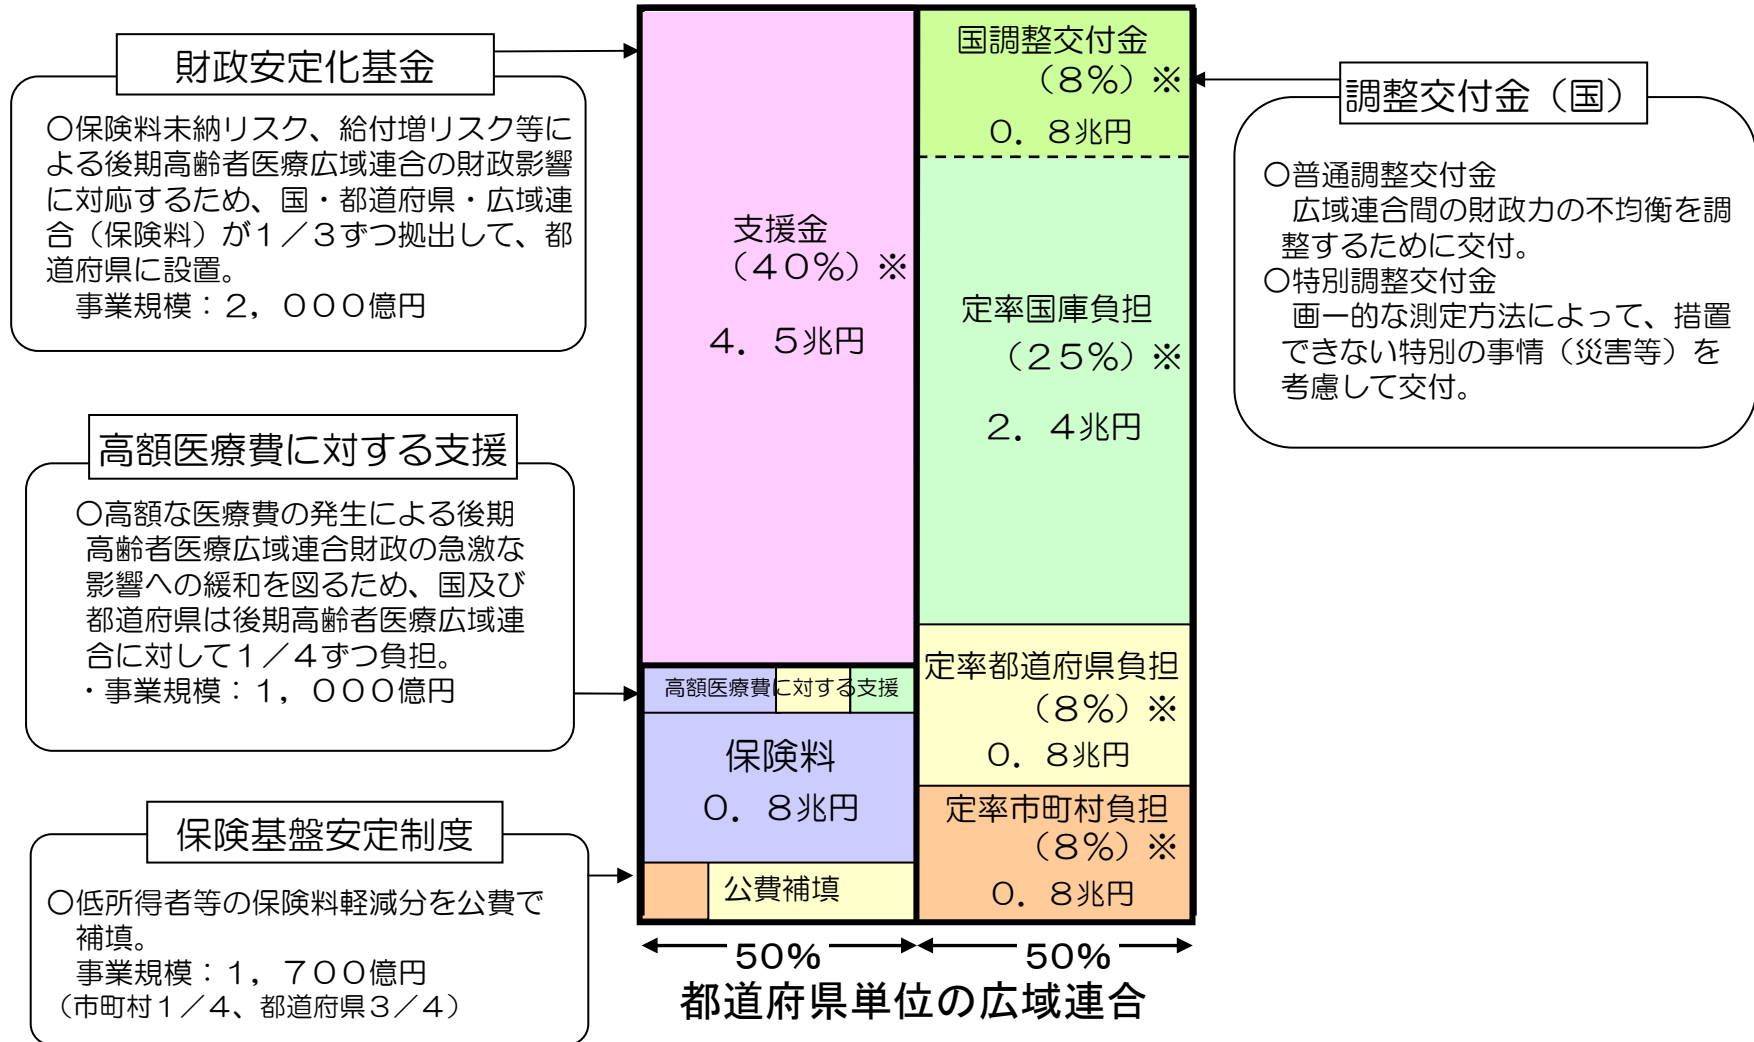 財政安定化基金
○保険料未納リスク、給付増リスク等に
よる後期高齢者医療広域連合の財政影響
に対応するため、国・都道府県・広域連
合（保険料）が１／３ずつ拠出して、都
道府県に設置。
事業規模：２，０００億円
高額医療費に対する支援
○高額な医療費の発生による後期
高齢者医療広域連合財政の急激な
影響への緩和を図るため、国及び
都道府県は後期高齢者医療広域連
合に対して１／４ずつ負担。
・事業規模：１，０００億円
保険基盤安定制度
○低所得者等の保険料軽減分を公費で
補填。
事業規模：１，７００億円
（市町村１／４、都道府県３／４）
支援金
（４０％）※
４．５兆円
高額医療費に対する支援
保険料
０．８兆円
公費補填
国調整交付金
（８％）※
０．８兆円
定率国庫負担
（２５％）※
２．４兆円
定率都道府県負担
（８％）※
０．８兆円
定率市町村負担
（８％）※
０．８兆円
50%
50%
都道府県単位の広域連合
調整交付金（国）
○普通調整交付金
広域連合間の財政力の不均衡を調
整するために交付。
○特別調整交付金
画一的な測定方法によって、措置
できない特別の事情（災害等）を
考慮して交付。